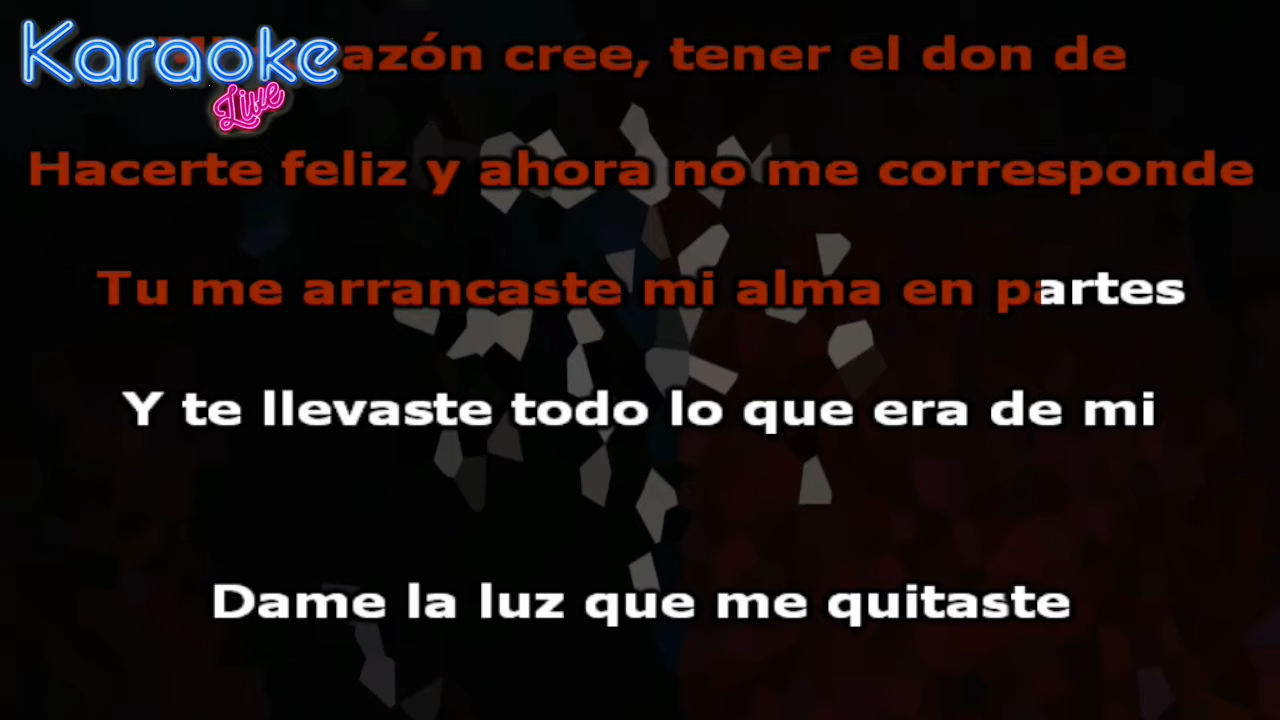 Karaoke
Live
corazón cree, tener el don de
Hacerte feliz y ahora no me corresponde
Tu me arrancaste mi alma en partes
Y te llevaste todo lo que era de mi
Dame la luz que me quitaste